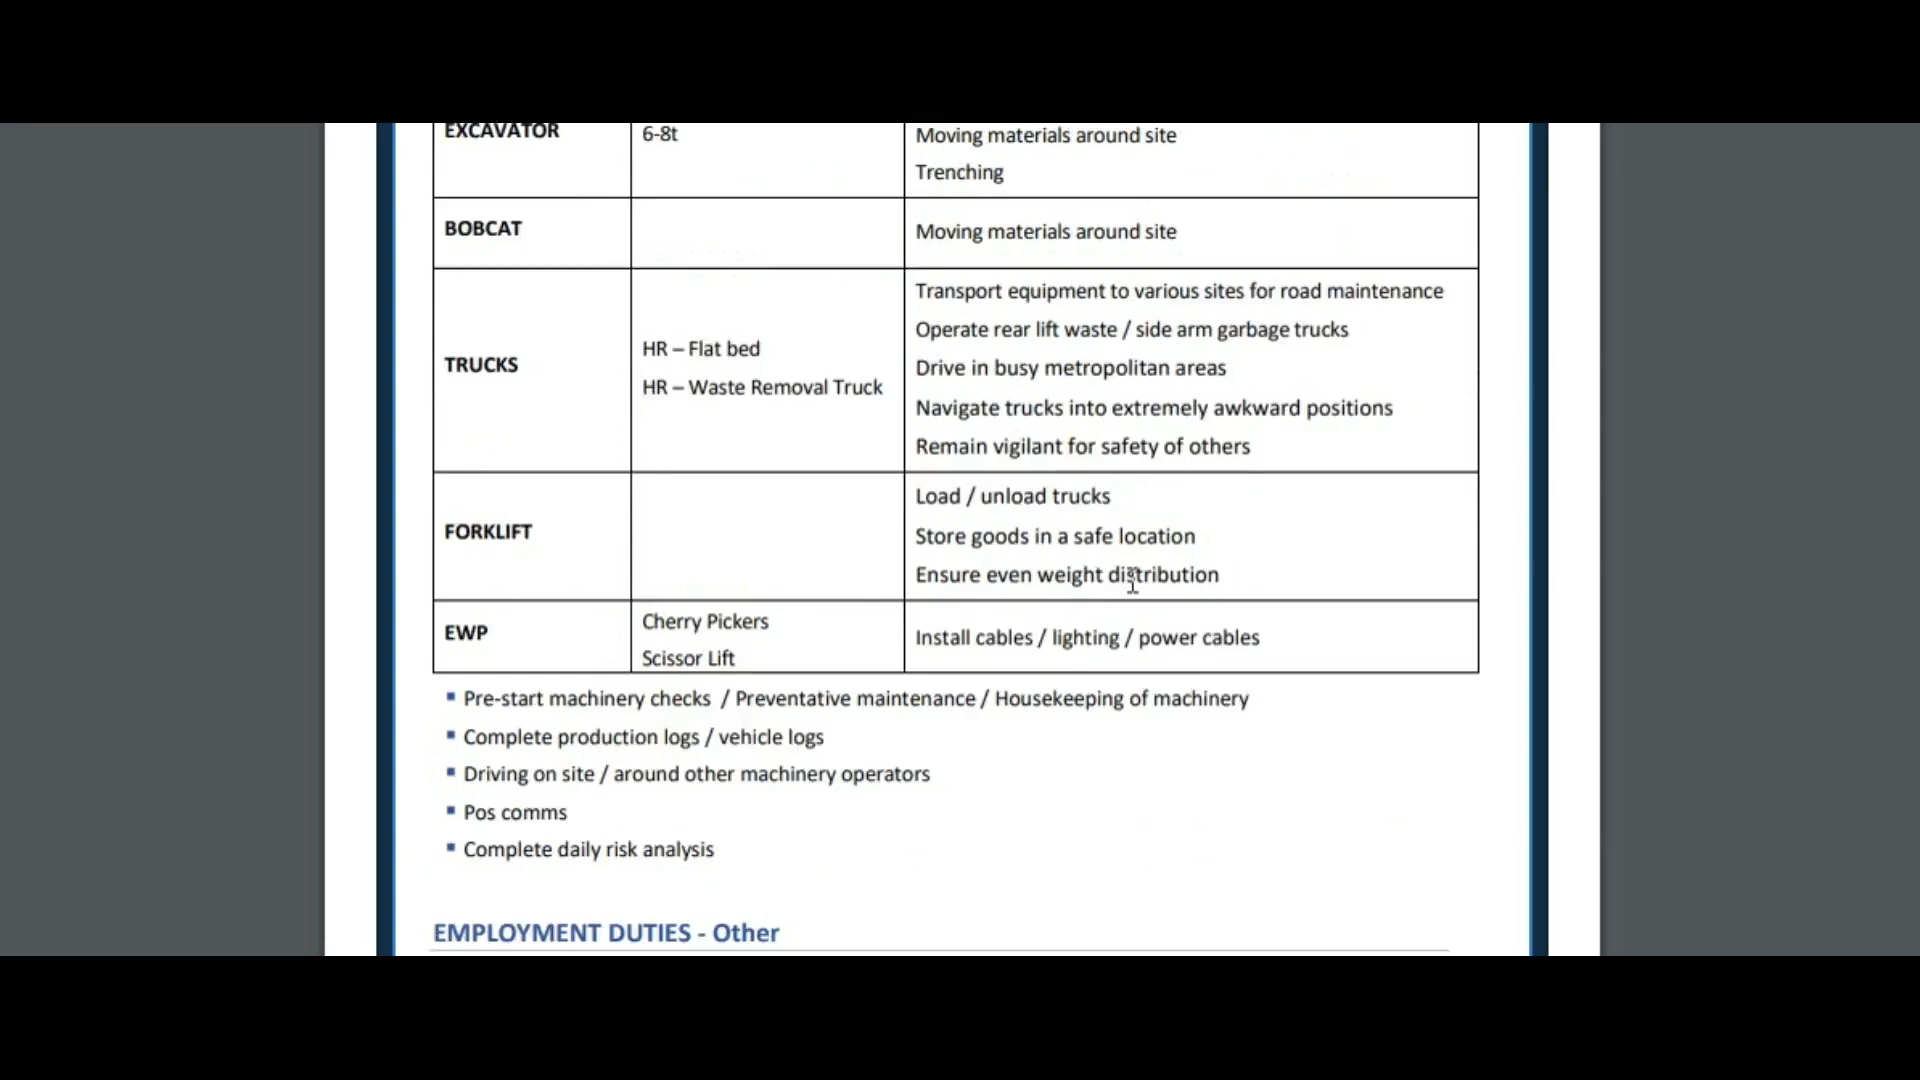 EXCAVATOR
6-8t
Moving materials around site
Trenching
BOBCAT
Moving materials around site
TRUCKS
HR – Flat bed
HR – Waste Removal Truck
Transport equipment to various sites for road maintenance
Operate rear lift waste / side arm garbage trucks
Drive in busy metropolitan areas
Navigate trucks into extremely awkward positions
Remain vigilant for safety of others
FORKLIFT
Load / unload trucks
Store goods in a safe location
Ensure even weight distribution
EWP
Cherry Pickers
Scissor Lift
Install cables / lighting / power cables
▪ Pre-start machinery checks / Preventative maintenance / Housekeeping of machinery
▪ Complete production logs / vehicle logs
▪ Driving on site / around other machinery operators
▪ Pos comms
▪ Complete daily risk analysis
EMPLOYMENT DUTIES - Other